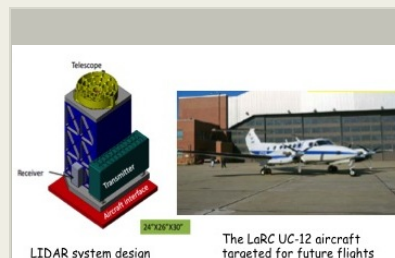 Telescope
Receiver
Transmitter
Aircraft interface
24"X26"X30"
LIDAR system design
The LaRC UC-12 aircraft
targeted for future flights